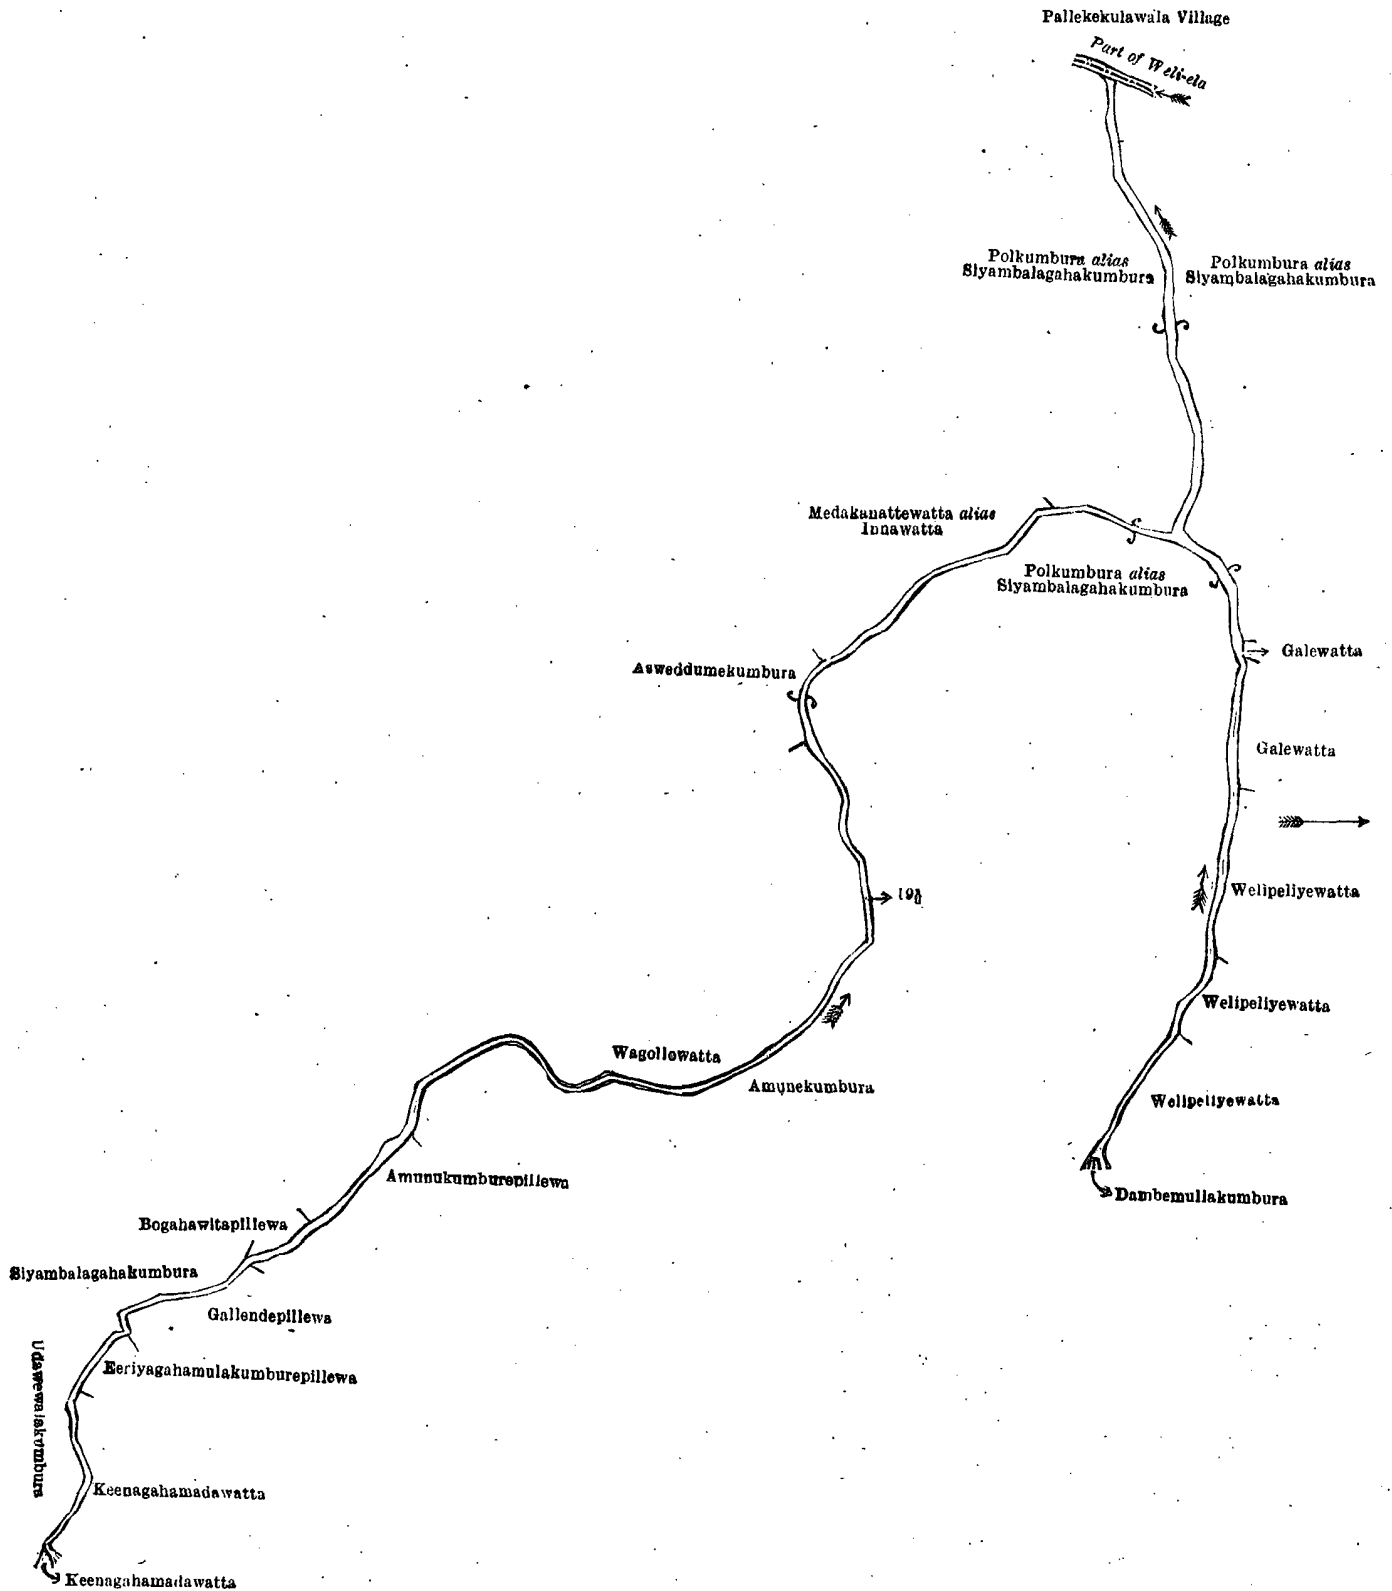 Pallekekulawala Village
Part of Weli-ela
Polkumbura alias
Siyambalagahakumbura
Polkumbura alias
Siyambalagahakumbura
Medakanattewatta alias
Innawatta
Polkumbura alias
Siyambalagahakumbura
Galewatta
Asweddumekumbura
Galewatta
Welipeliyewatta
Welipeliyewatta
Wagollewatta
Amunekumbura
Welipeliyewatta
Amunukumburepillewa
Dambemullakumbura
Bogahawitapillewa
Siyambalagahakumbura
Gallendepillewa
Udawewalakumbura
Eeriyagahamulakumburepillewa
Keenagahamadawatta
Keenagahamadawatta